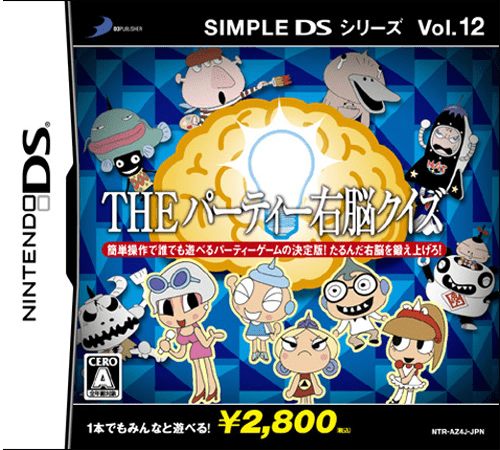 D3PUBLISHER
SIMPLE DS シリーズ Vol.12
NINTENDO DS
THE パーティー右脳クイズ
簡単操作で誰でも遊べるパーティーゲームの決定版!たるんだ右脳を鍛え上げろ!
CERO
A
全年齢対象
1本でもみんなと遊べる! ¥2,800(税込)
NTR-AZ4J-JPN